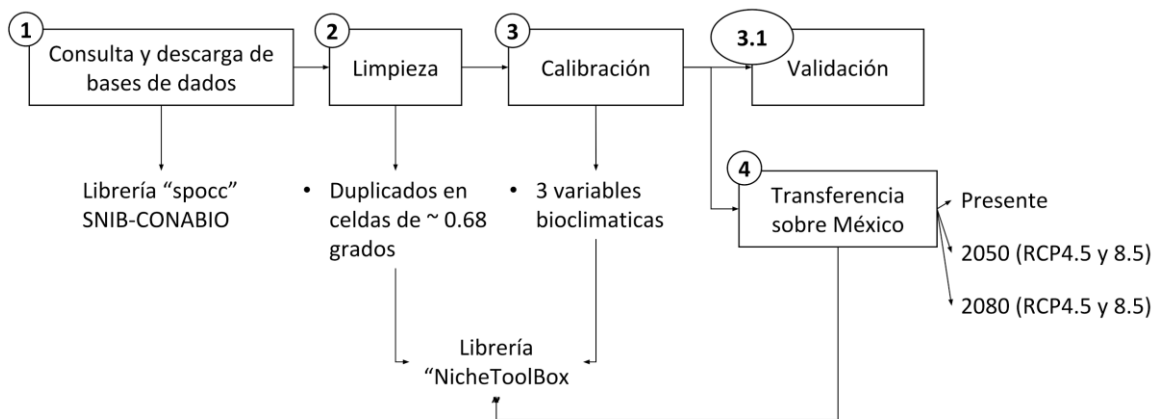 1
Consulta y descarga de
bases de dados
2
Limpieza
3
Calibración
3.1
Validación
Librería “spocc”
SNIB-CONABIO
• Duplicados en
celdas de ~ 0.68
grados
• 3 variables
bioclimaticas
4
Transferencia
sobre México
Presente
2050 (RCP4.5 y 8.5)
2080 (RCP4.5 y 8.5)
Librería
“NicheToolBox